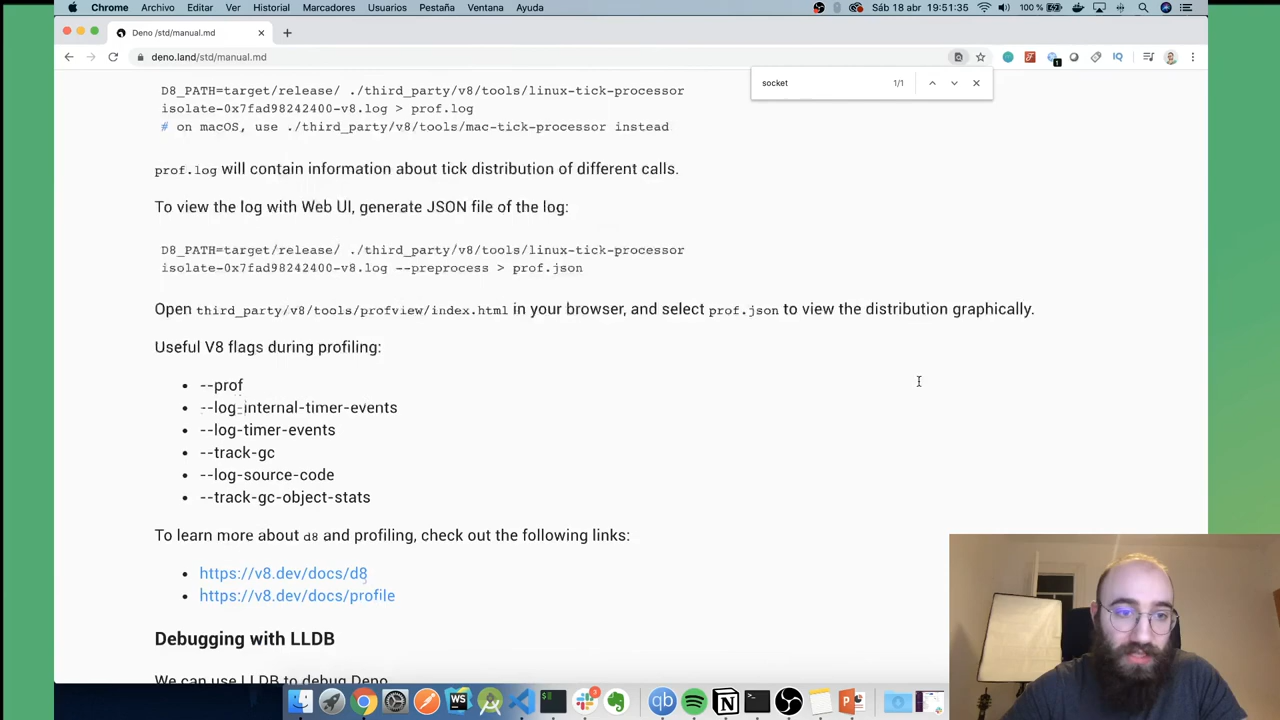 Chrome Archivo Editar Ver Historial Marcadores Usuarios Pestaña Ventana Ayuda
100 % Sáb 18 abr 19:51:35
Deno /std/manual.md
deno.land/std/manual.md
socket 1/1
D8_PATH=target/release/ ./third_party/v8/tools/linux-tick-processor
isolate-0x7fad98242400-v8.log > prof.log
# on macOS, use ./third_party/v8/tools/mac-tick-processor instead
prof.log will contain information about tick distribution of different calls.
To view the log with Web UI, generate JSON file of the log:
D8_PATH=target/release/ ./third_party/v8/tools/linux-tick-processor
isolate-0x7fad98242400-v8.log --preprocess > prof.json
Open third_party/v8/tools/profview/index.html in your browser, and select prof.json to view the distribution graphically.
Useful V8 flags during profiling:
--prof
--log-internal-timer-events
--log-timer-events
--track-gc
--log-source-code
--track-gc-object-stats
To learn more about d8 and profiling, check out the following links:
https://v8.dev/docs/d8
https://v8.dev/docs/profile
Debugging with LLDB
We can use LLDB to debug Deno.